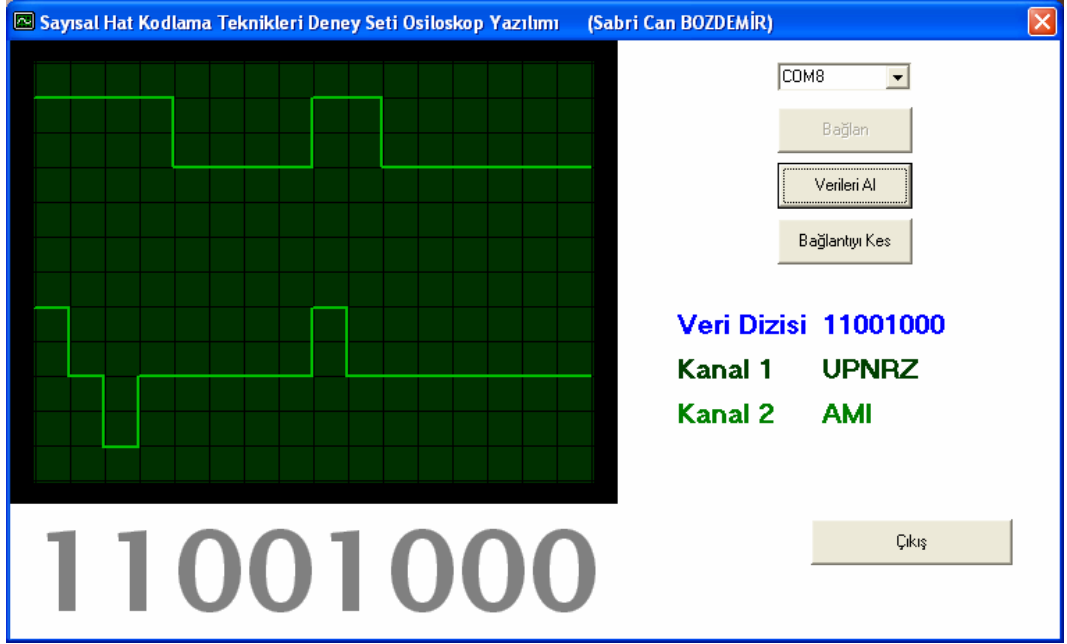 Sayısal Hat Kodlama Teknikleri Deney Seti Osiloskop Yazılımı (Sabri Can BOZDEMİR)
COM8
Bağlan
Verileri Al
Bağlantıyı Kes
Veri Dizisi 11001000
Kanal 1 UPNRZ
Kanal 2 AMI
Çıkış
11001000